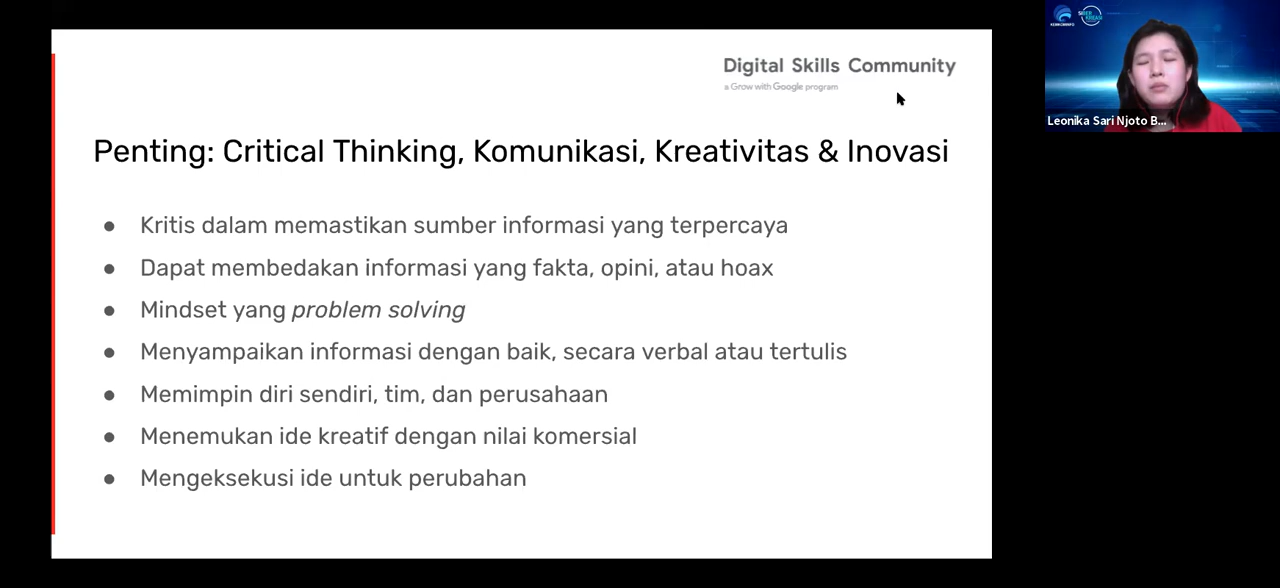 Digital Skills Community
a Grow with Google program
Penting: Critical Thinking, Komunikasi, Kreativitas & Inovasi
● Kritis dalam memastikan sumber informasi yang terpercaya
● Dapat membedakan informasi yang fakta, opini, atau hoax
● Mindset yang problem solving
● Menyampaikan informasi dengan baik, secara verbal atau tertulis
● Memimpin diri sendiri, tim, dan perusahaan
● Menemukan ide kreatif dengan nilai komersial
● Mengeksekusi ide untuk perubahan
KOMINFO
SiBER KREASI
Leonika Sari Njoto B...